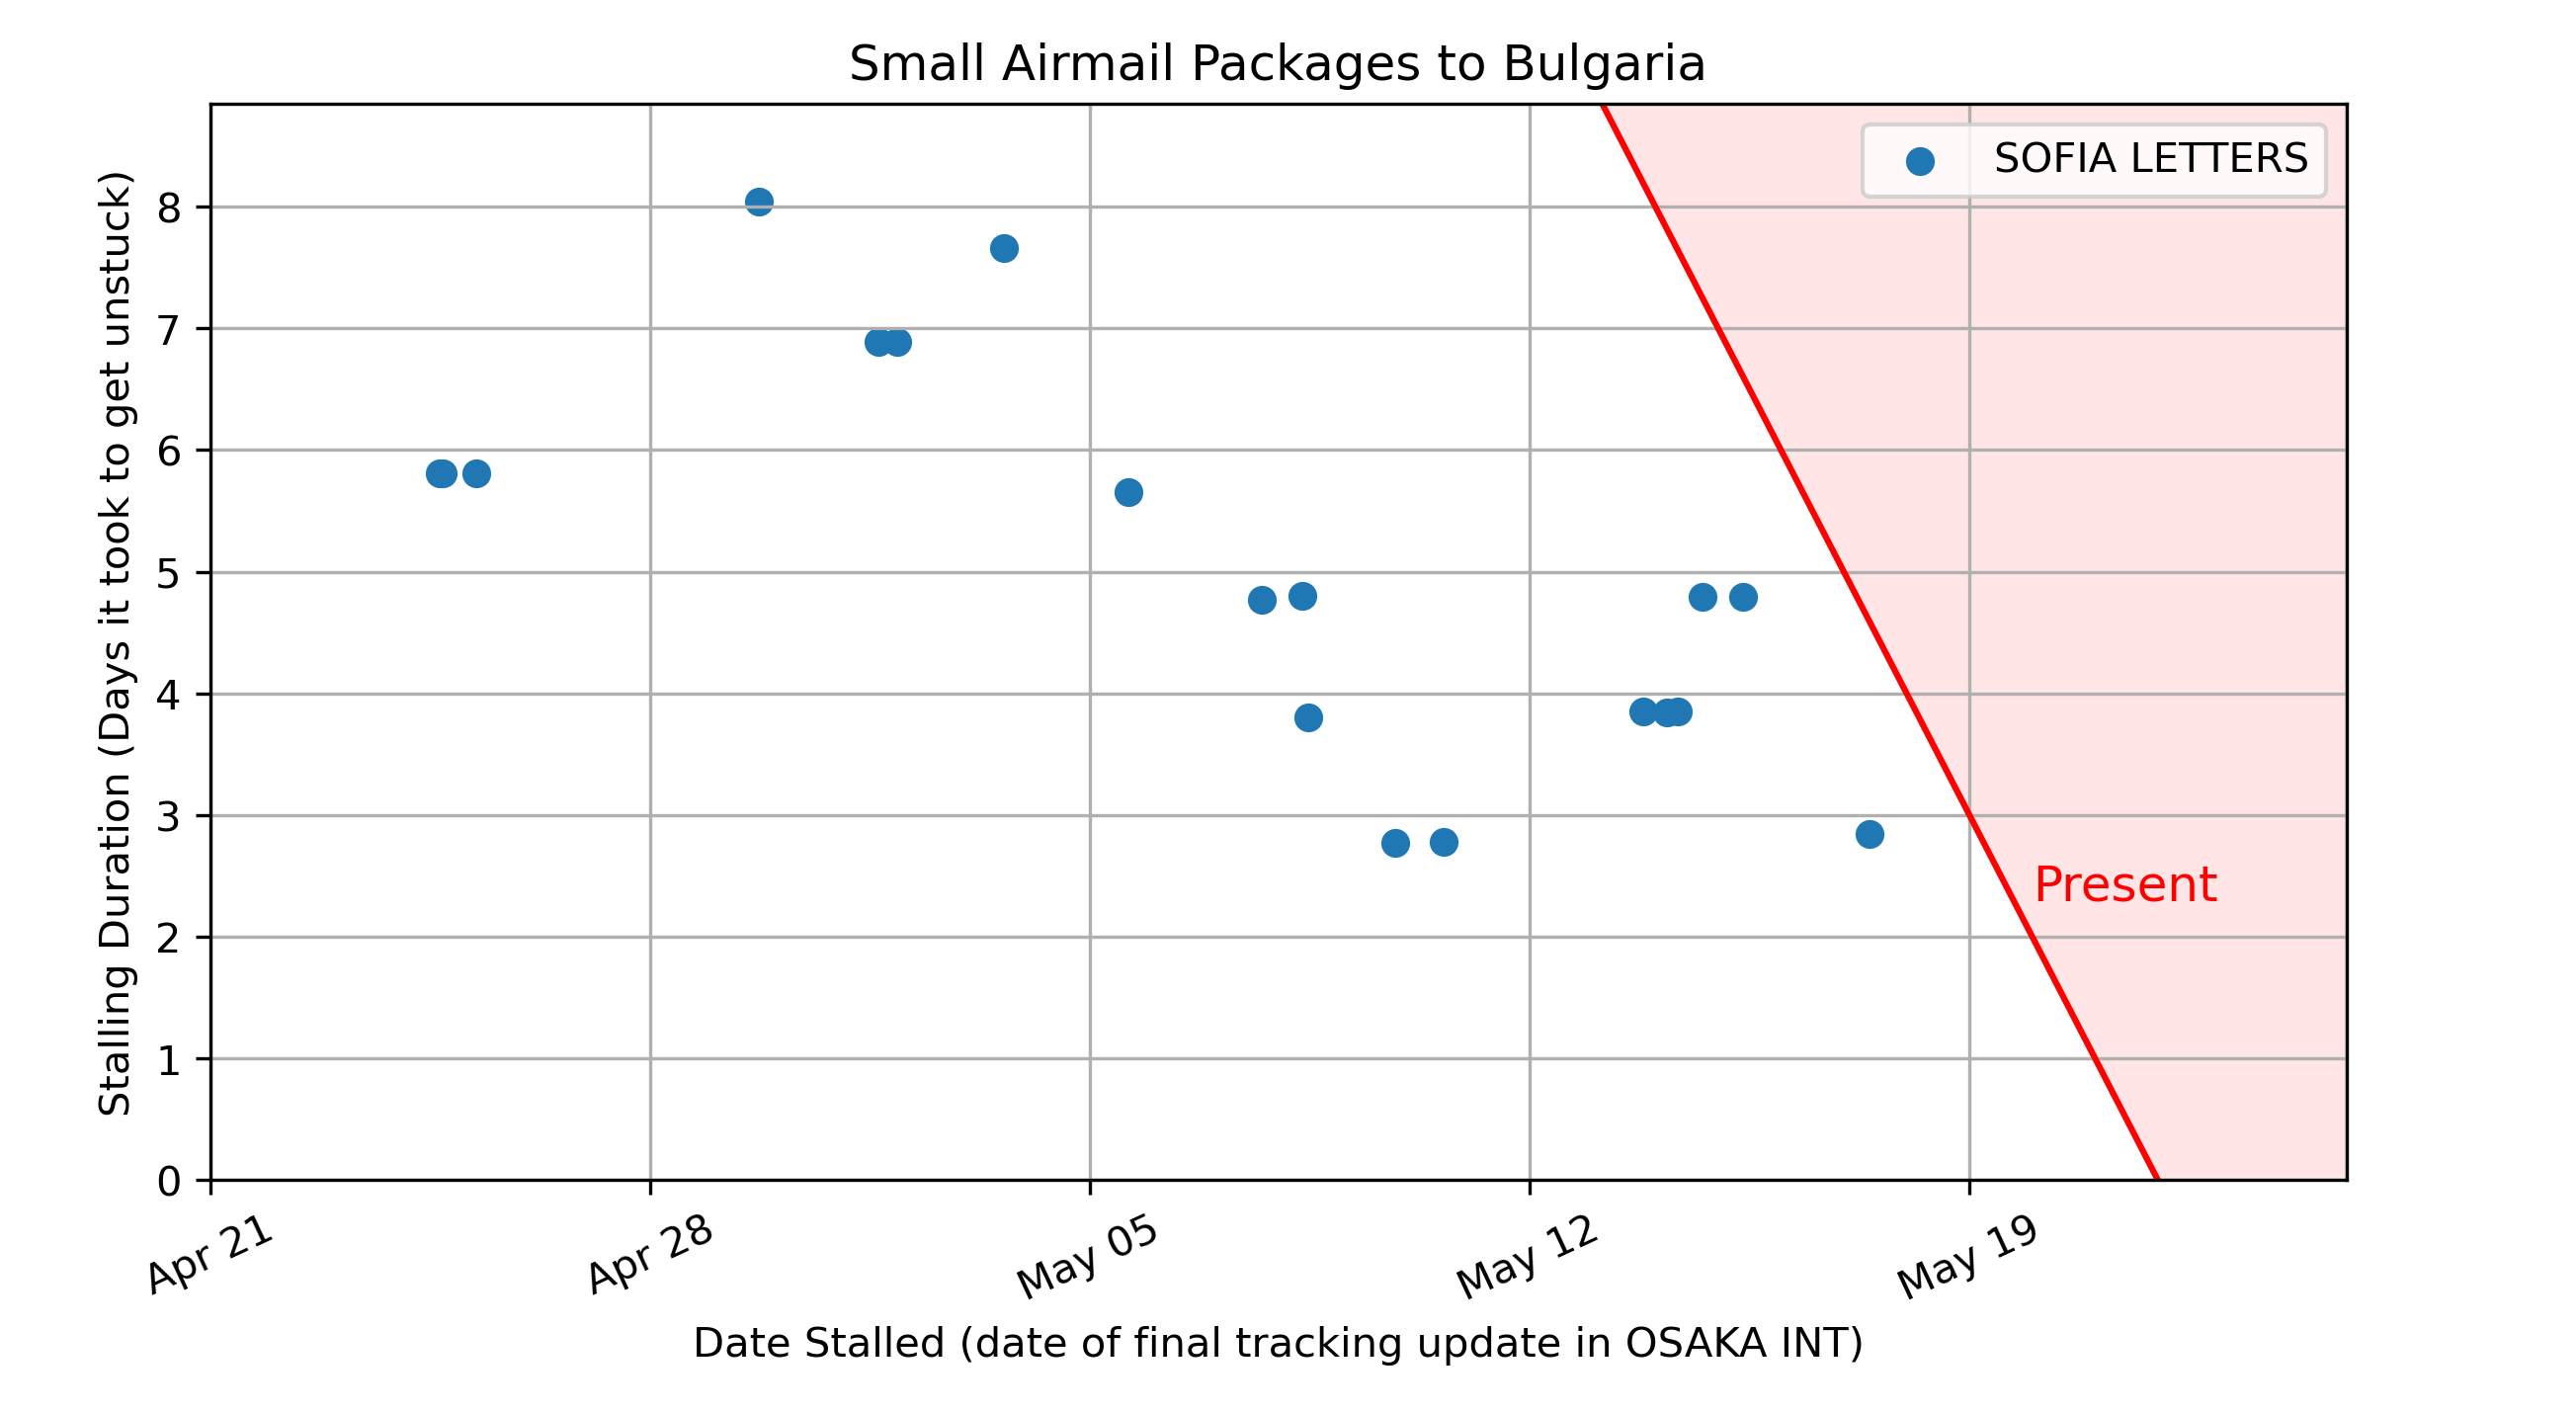 Small Airmail Packages to Bulgaria
SOFIA LETTERS
Stalling Duration (Days it took to get unstuck)
8
7
6
5
4
3
2
1
0
Present
Apr 21
Apr 28
May 05
May 12
May 19
Date Stalled (date of final tracking update in OSAKA INT)